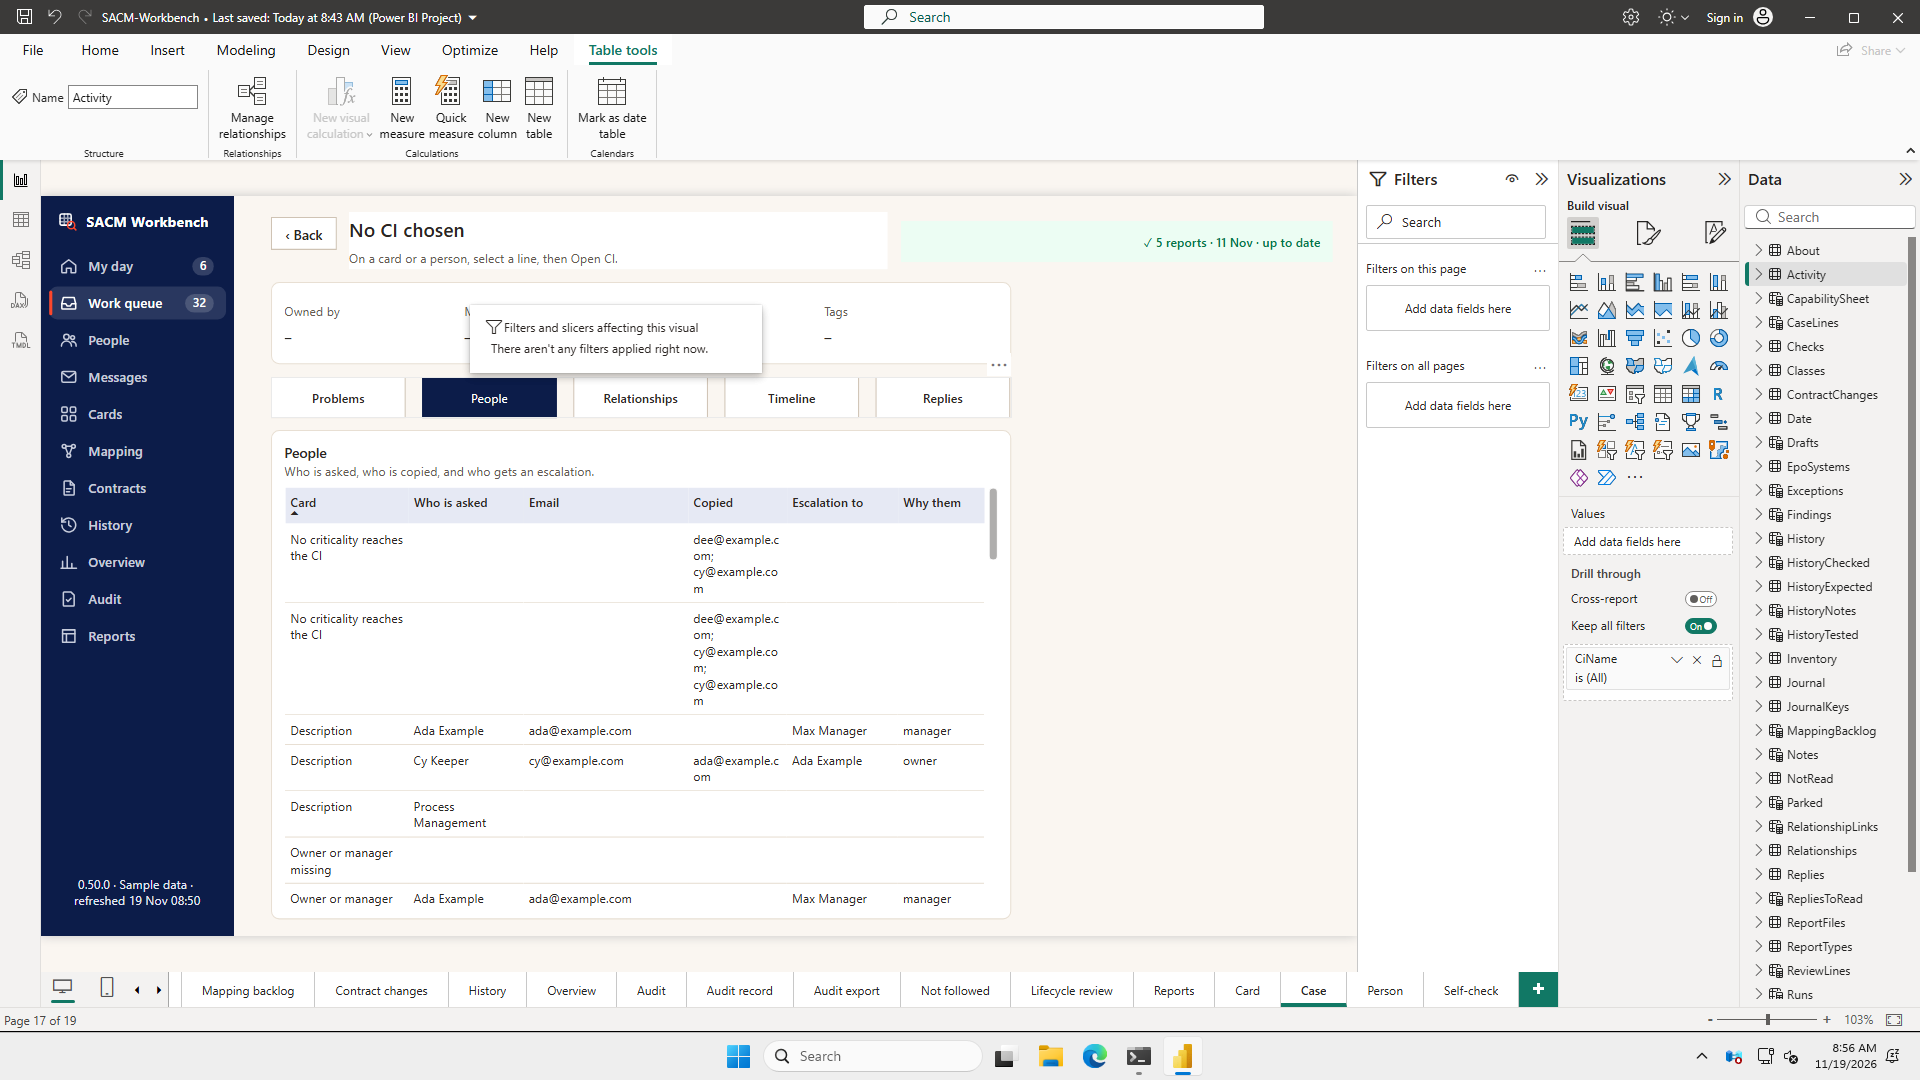 SACM-Workbench • Last saved: Today at 8:43 AM (Power BI Project)
Search
Sign in
File
Home
Insert
Modeling
Design
View
Optimize
Help
Table tools
Share
Name
Activity
Structure
Manage relationships
Relationships
New visual calculation
New measure
Quick measure
New column
New table
Calculations
Mark as date table
Calendars
SACM Workbench
My day 6
Work queue 32
People
Messages
Cards
Mapping
Contracts
History
Overview
Audit
Reports
0.50.0 · Sample data ·
refreshed 19 Nov 08:50
‹ Back
No CI chosen
On a card or a person, select a line, then Open CI.
✓ 5 reports · 11 Nov · up to date
Owned by
–
Tags
–
Filters and slicers affecting this visual
There aren't any filters applied right now.
Problems
People
Relationships
Timeline
Replies
People
Who is asked, who is copied, and who gets an escalation.
Card Who is asked Email Copied Escalation to Why them
No criticality reaches the CI dee@example.com; cy@example.com
No criticality reaches the CI dee@example.com; cy@example.com; cy@example.com
Description Ada Example ada@example.com Max Manager manager
Description Cy Keeper cy@example.com ada@example.com Ada Example owner
Description Process Management
Owner or manager missing
Owner or manager Ada Example ada@example.com Max Manager manager
Filters
Search
Filters on this page
Add data fields here
Filters on all pages
Add data fields here
Visualizations
Build visual
Values
Add data fields here
Drill through
Cross-report Off
Keep all filters On
CiName
is (All)
Data
Search
About
Activity
CapabilitySheet
CaseLines
Checks
Classes
ContractChanges
Date
Drafts
EpoSystems
Exceptions
Findings
History
HistoryChecked
HistoryExpected
HistoryNotes
HistoryTested
Inventory
Journal
JournalKeys
MappingBacklog
Notes
NotRead
Parked
RelationshipLinks
Relationships
Replies
RepliesToRead
ReportFiles
ReportTypes
ReviewLines
Runs
Mapping backlog
Contract changes
History
Overview
Audit
Audit record
Audit export
Not followed
Lifecycle review
Reports
Card
Case
Person
Self-check
Page 17 of 19
103%
Search
8:56 AM
11/19/2026